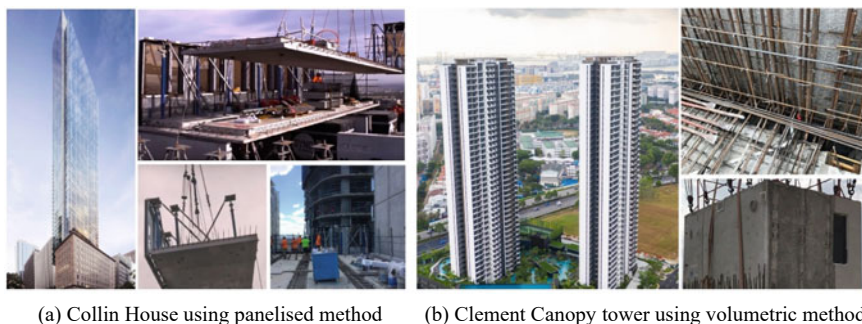 (a) Collin House using panelised method
(b) Clement Canopy tower using volumetric method